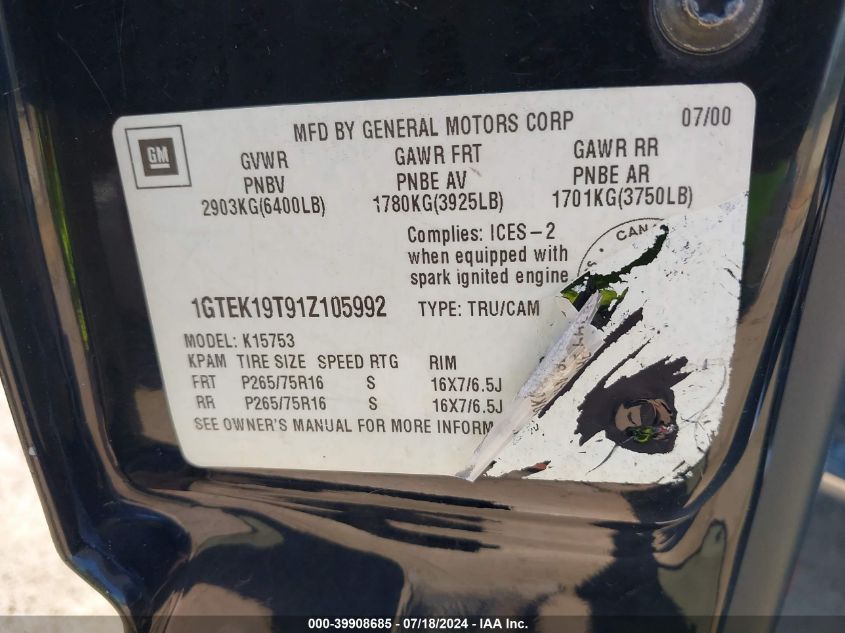 MFD BY GENERAL MOTORS CORP 07/00
GM
GVWR GAWR FRT GAWR RR
PNBV PNBE AV PNBE AR
2903KG(6400LB) 1780KG(3925LB) 1701KG(3750LB)
Complies: ICES-2
when equipped with
spark ignited engine
CAN
1GTEK19T91Z105992 TYPE: TRU/CAM
MODEL: K15753
KPAM TIRE SIZE SPEED RTG RIM
FRT P265/75R16 S 16X7/6.5J
RR P265/75R16 S 16X7/6.5J
SEE OWNER'S MANUAL FOR MORE INFORM
000-39908685 / 07/18/2024 - IAA Inc.